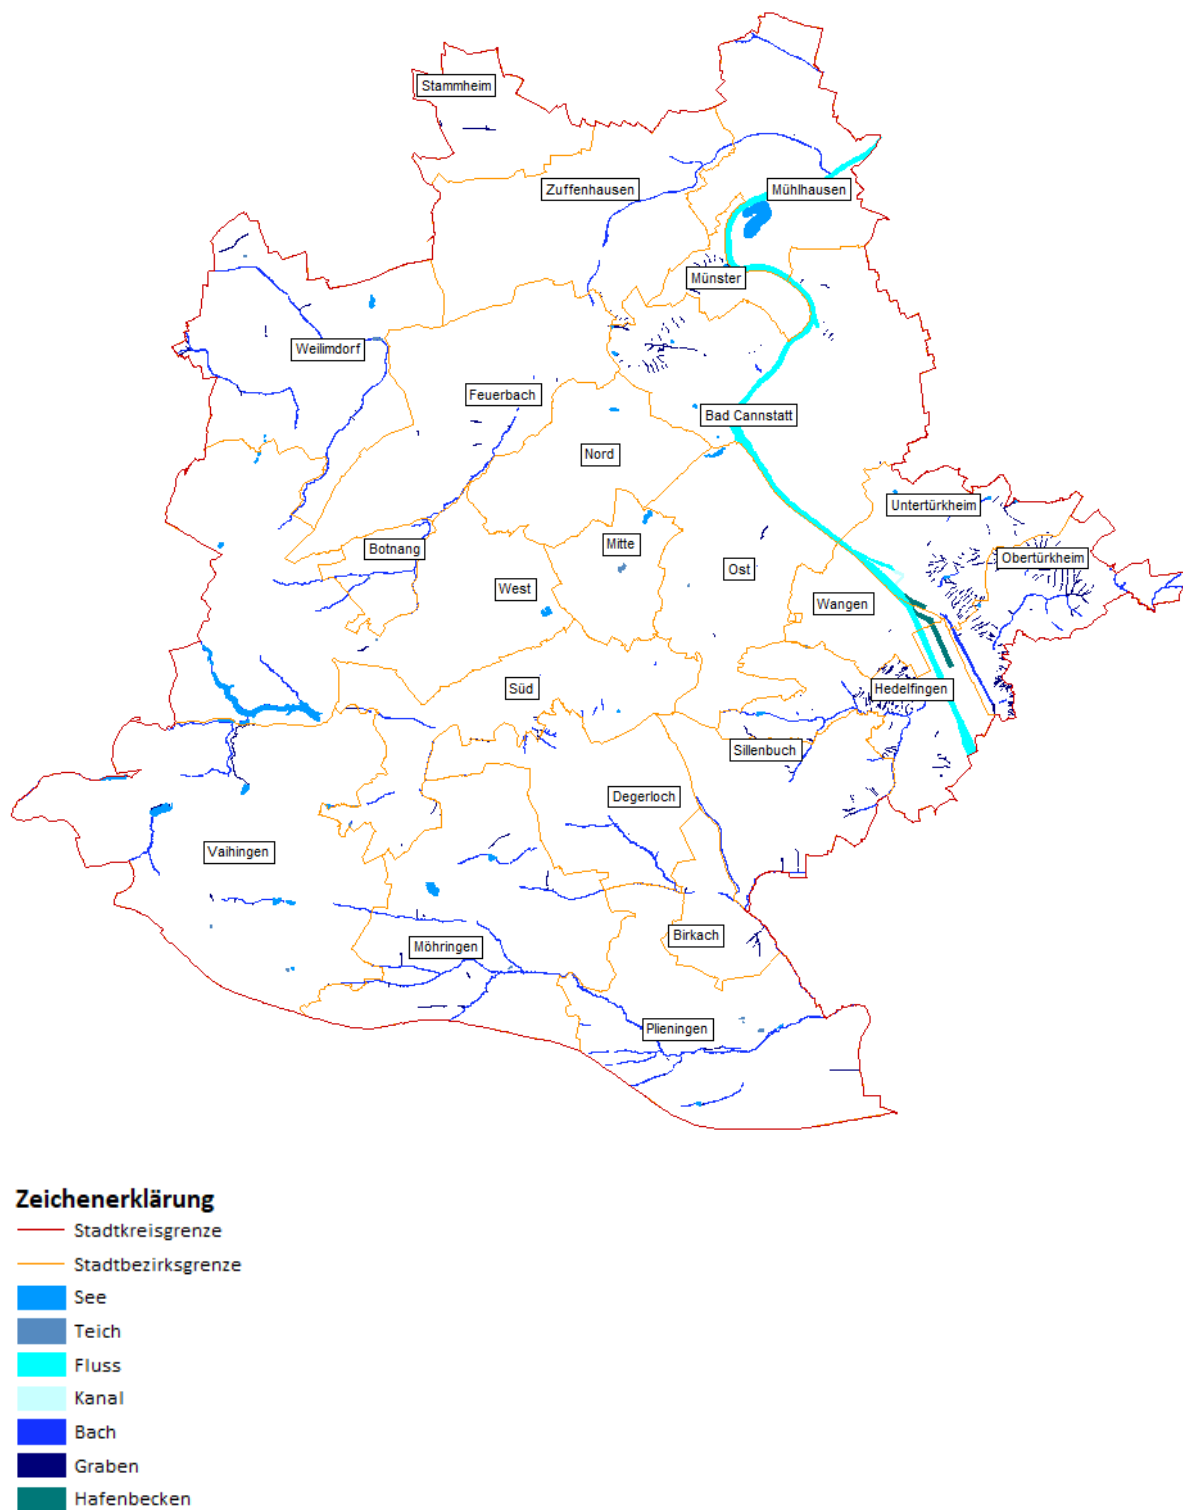 Stammheim
Zuffenhausen
Mühlhausen
Münster
Weilimdorf
Feuerbach
Bad Cannstatt
Nord
Untertürkheim
Botnang
Mitte
Obertürkheim
Ost
West
Wangen
Süd
Hedelfingen
Sillenbuch
Degerloch
Vaihingen
Birkach
Möhringen
Plieningen
Zeichenerklärung
Stadtkreisgrenze
Stadtbezirksgrenze
See
Teich
Fluss
Kanal
Bach
Graben
Hafenbecken